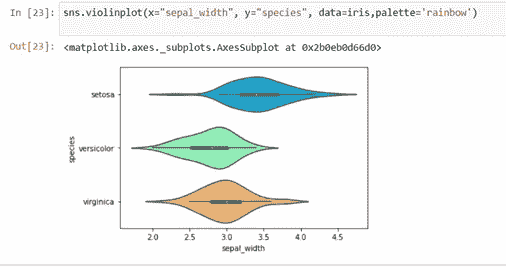 In [23]: sns.violinplot(x="sepal_width", y="species", data=iris,palette='rainbow')
Out[23]: <matplotlib.axes._subplots.AxesSubplot at 0x2b0eb0d66d0>
setosa
species
versicolor
virginica
2.0 2.5 3.0 3.5 4.0 4.5
sepal_width